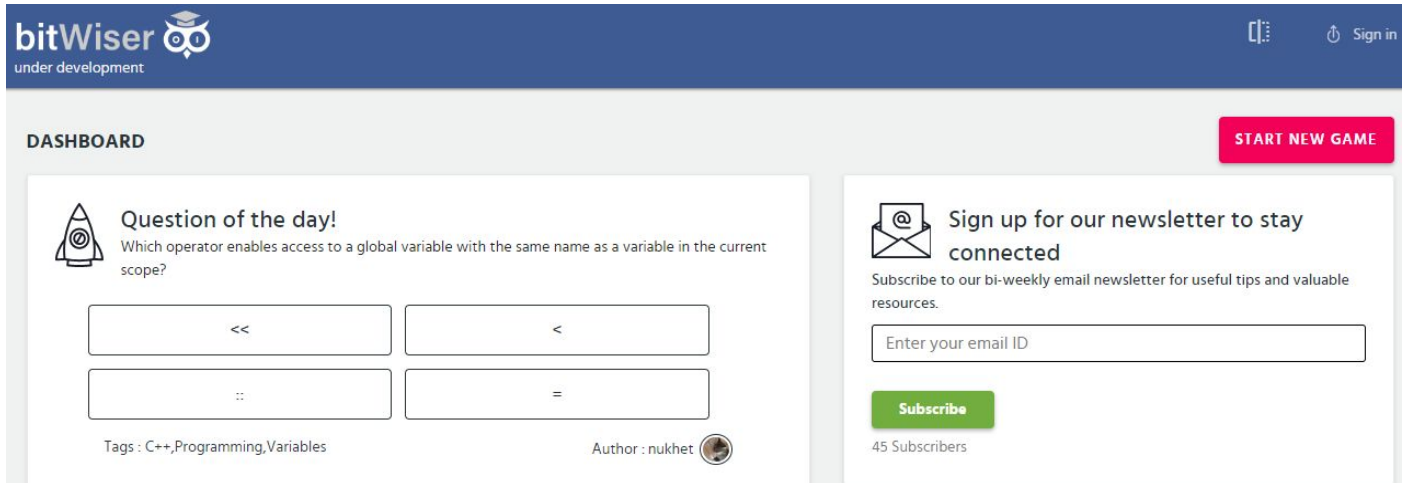 bitWiser
under development
Sign in
DASHBOARD
START NEW GAME
Question of the day!
Which operator enables access to a global variable with the same name as a variable in the current
scope?
<<
<
::
=
Tags : C++,Programming,Variables
Author : nukhet
@
Sign up for our newsletter to stay
connected
Subscribe to our bi-weekly email newsletter for useful tips and valuable
resources.
Enter your email ID
Subscribe
45 Subscribers